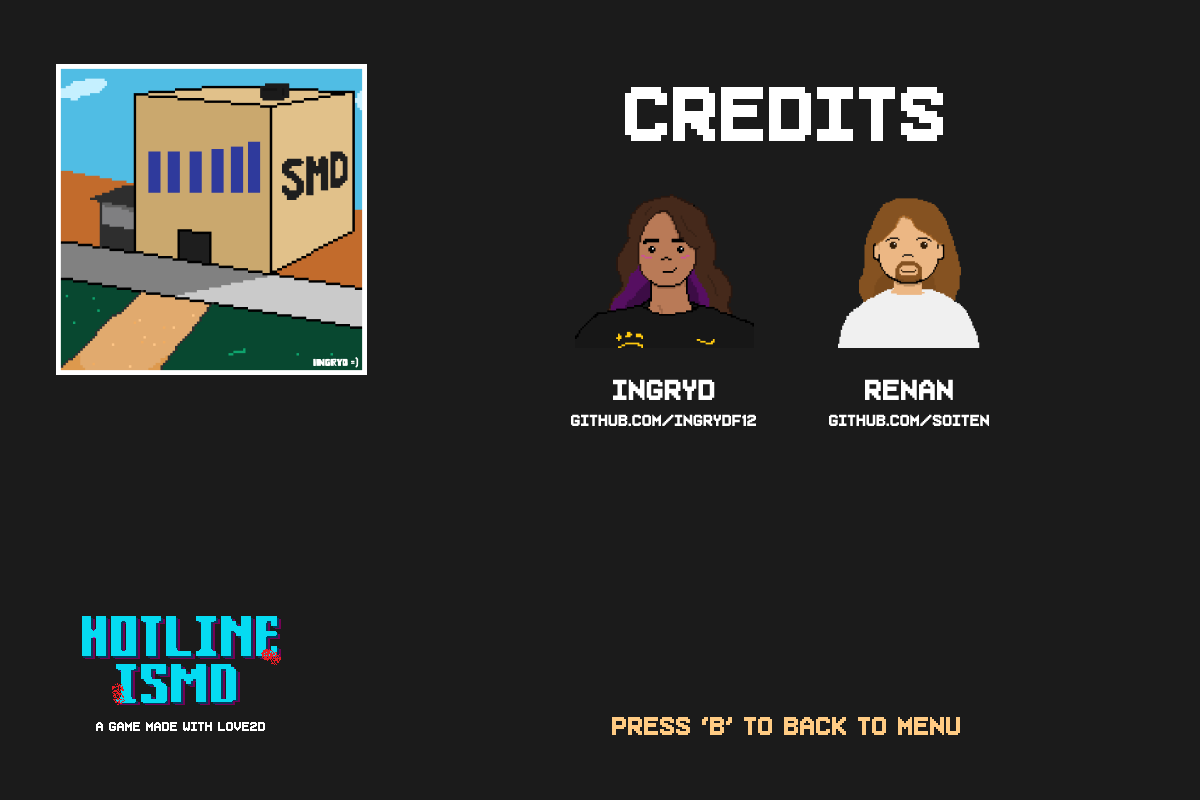 SMD
INGRYD =)
CREDITS
INGRYD
GITHUB.COM/INGRYDF12
RENAN
GITHUB.COM/SOITEN
HOTLINE
ISMD
A GAME MADE WITH LOVE2D
PRESS 'B' TO BACK TO MENU